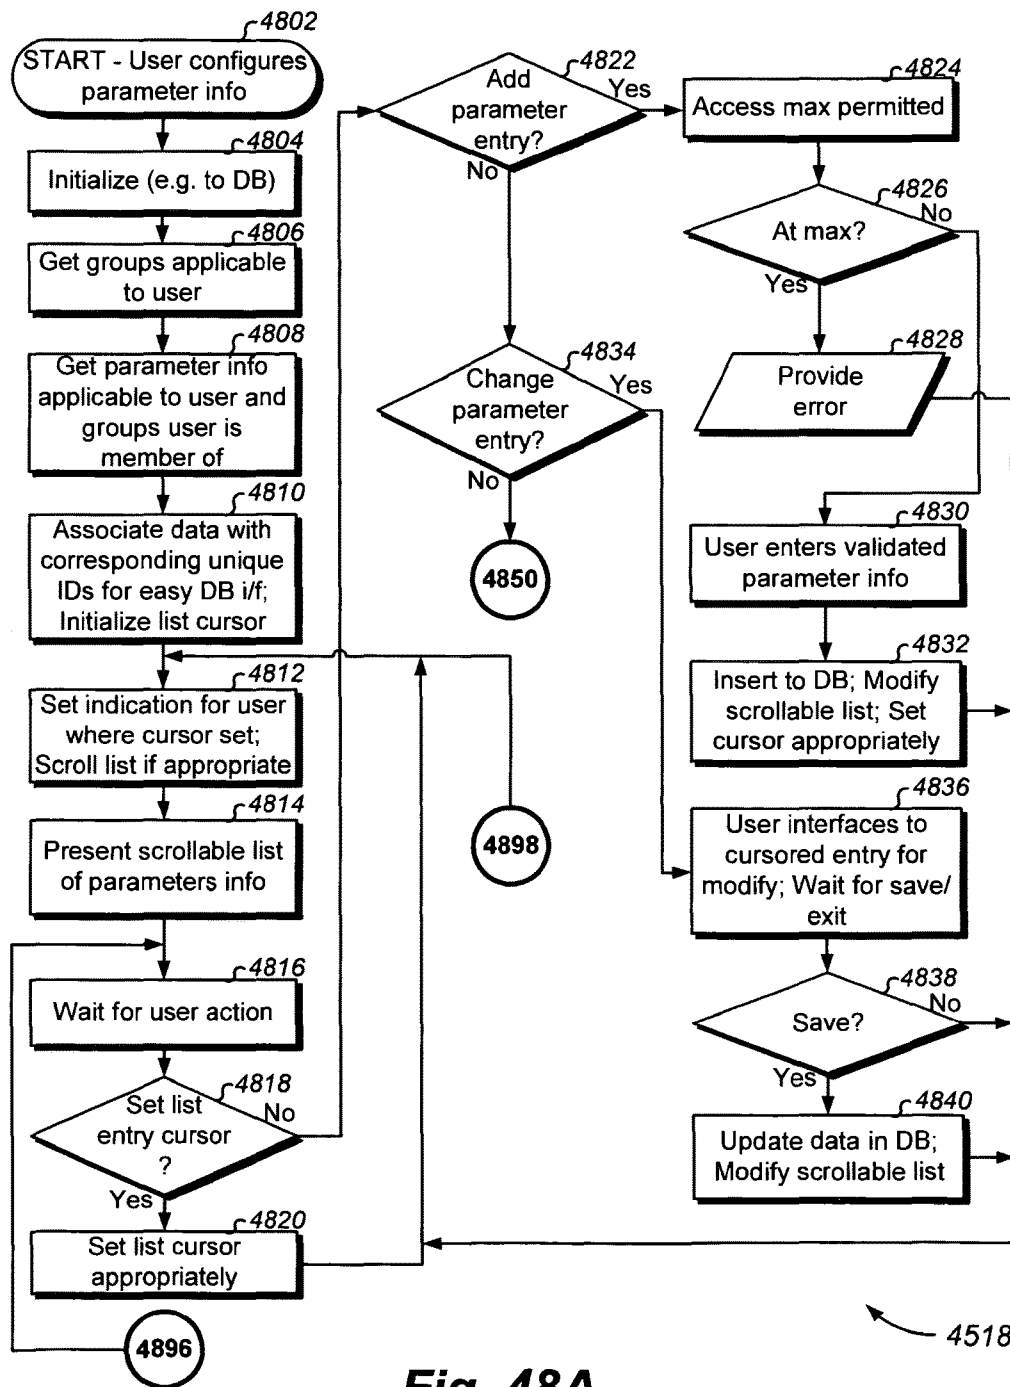 4802
START - User configures
parameter info
4804
Initialize (e.g. to DB)
4806
Get groups applicable
to user
4808
Get parameter info
applicable to user and
groups user is
member of
4810
Associate data with
corresponding unique
IDs for easy DB i/f;
Initialize list cursor
4812
Set indication for user
where cursor set;
Scroll list if appropriate
4814
Present scrollable list
of parameters info
4816
Wait for user action
4818
Set list
entry cursor
?
No
Yes
4820
Set list cursor
appropriately
4896
4822
Add
parameter
entry?
Yes
No
4834
Change
parameter
entry?
Yes
No
4850
4898
4824
Access max permitted
4826
At max?
No
Yes
4828
Provide
error
4830
User enters validated
parameter info
4832
Insert to DB; Modify
scrollable list; Set
cursor appropriately
4836
User interfaces to
cursored entry for
modify; Wait for save/
exit
4838
Save?
No
Yes
4840
Update data in DB;
Modify scrollable list
4518
Fig. 48A